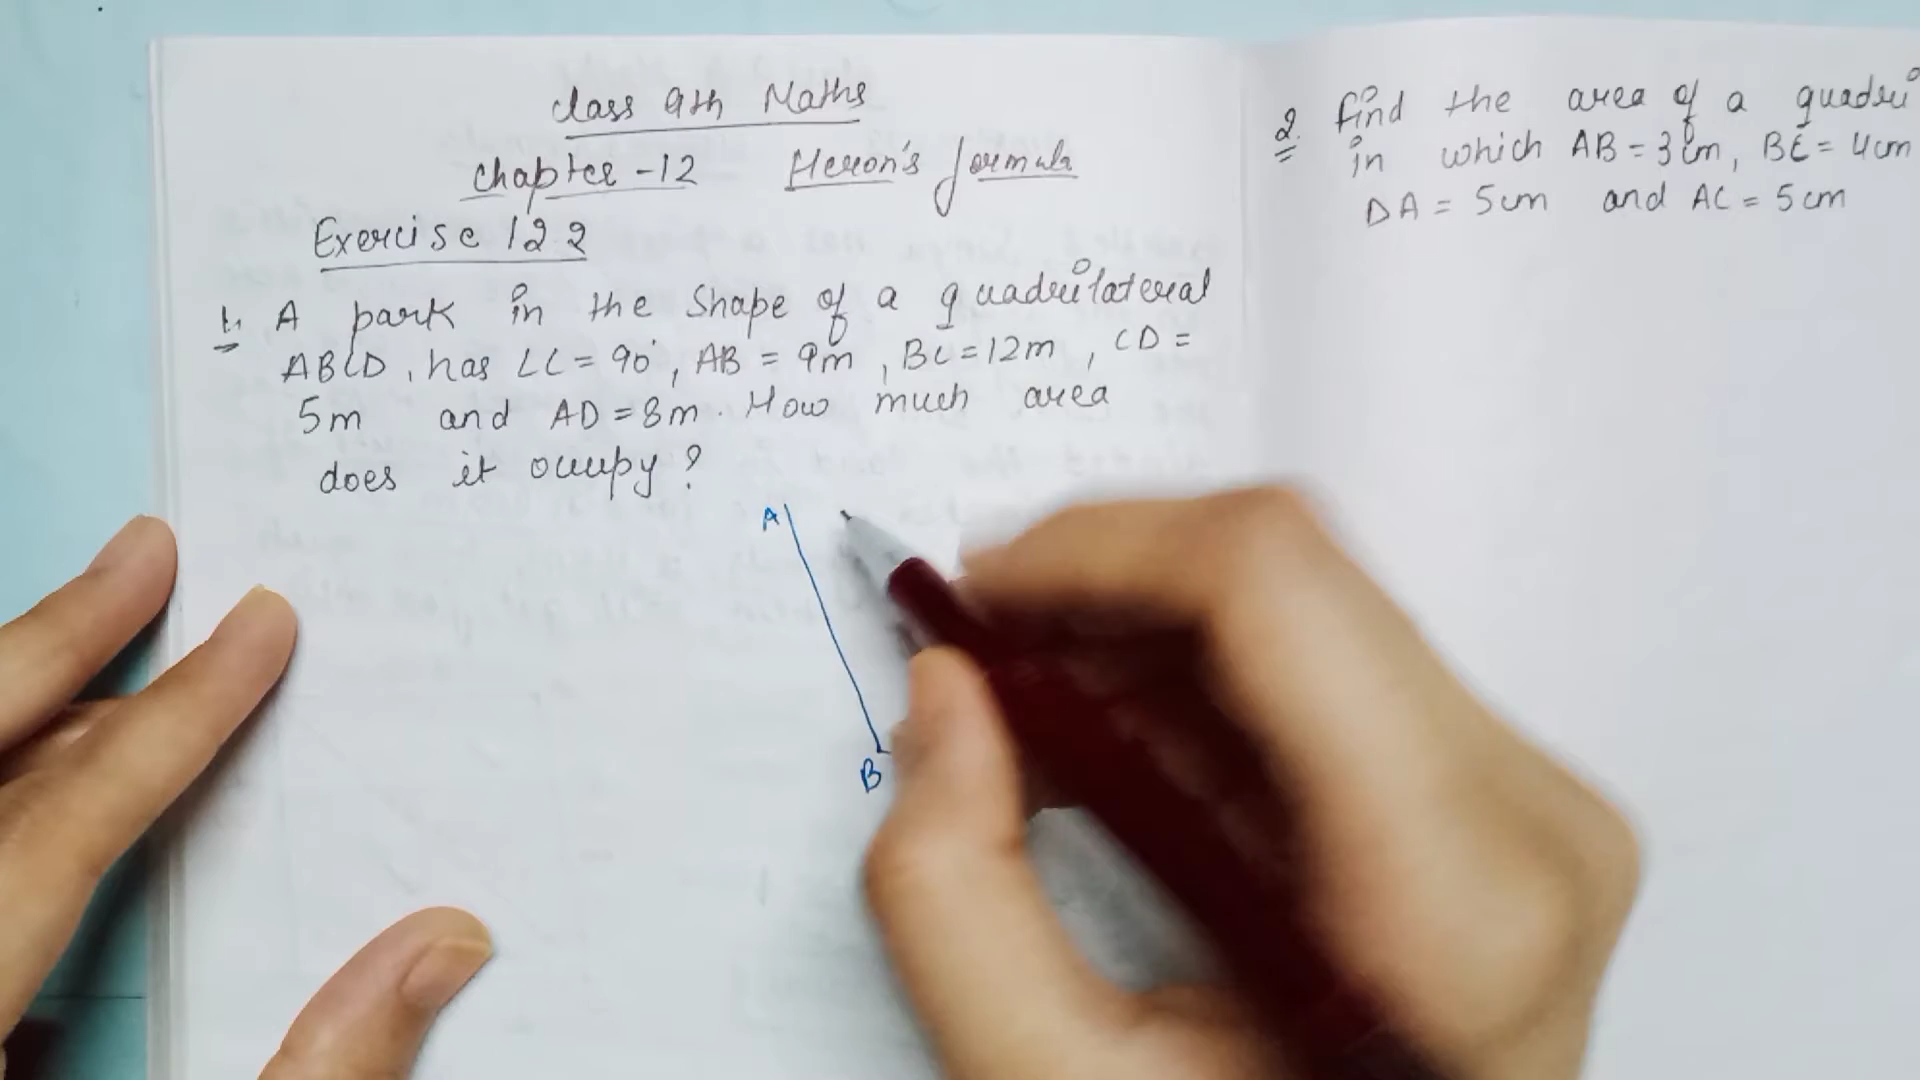 Class 9th Maths
Chapter -12 Heron's formula
Exercise 12.2
1. A park in the shape of a quadrilateral
ABCD, has ∠C = 90°, AB = 9m, BC = 12m, CD =
5m and AD = 8m. How much area
does it occupy?
A
B
2. find the area of a quadri
in which AB = 3cm, BC = 4cm
DA = 5cm and AC = 5cm